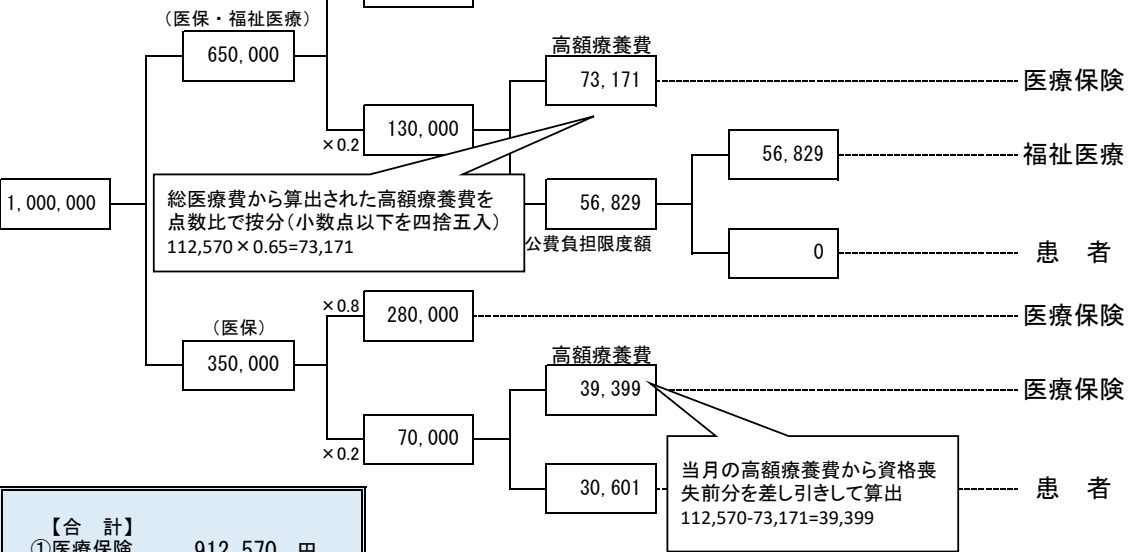 (医保・福祉医療)
650,000
高額療養費
73,171
医療保険
130,000
×0.2
56,829
福祉医療
1,000,000
総医療費から算出された高額療養費を
点数比で按分(小数点以下を四捨五入)
112,570×0.65=73,171
56,829
公費負担限度額
0
患 者
×0.8
280,000
医療保険
(医保)
350,000
高額療養費
39,399
医療保険
70,000
×0.2
30,601
患 者
当月の高額療養費から資格喪
失前分を差し引きして算出
112,570-73,171=39,399
【合 計】
①医療保険 912,570 円